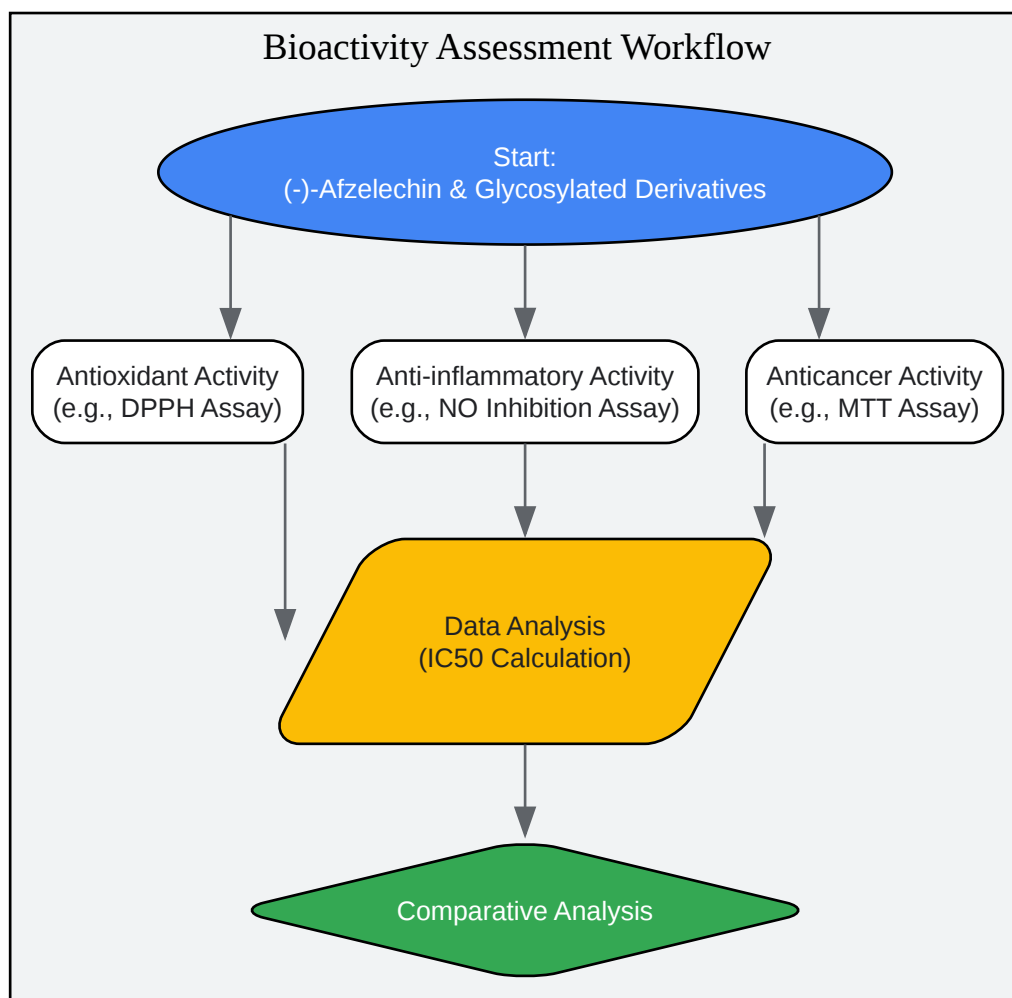 Bioactivity Assessment Workflow
Start:
(-)-Afzelechin & Glycosylated Derivatives
Antioxidant Activity
(e.g., DPPH Assay)
Anti-inflammatory Activity
(e.g., NO Inhibition Assay)
Anticancer Activity
(e.g., MTT Assay)
Data Analysis
(IC50 Calculation)
Comparative Analysis